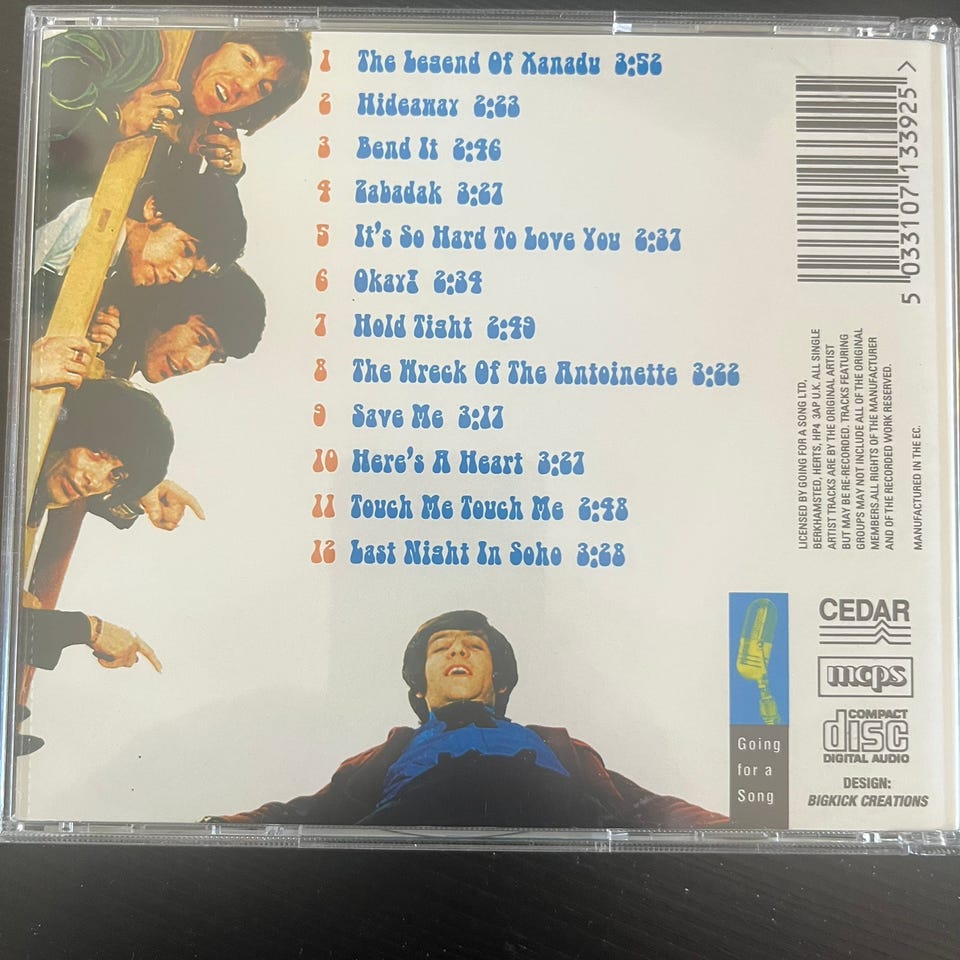 1 The Legend Of Xanadu 3:52
2 Hideaway 2:23
3 Bend It 2:46
4 Zabadak 3:27
5 It's So Hard To Love You 2:37
6 Okay! 2:34
7 Hold Tight 2:49
8 The Wreck Of The Antoinette 3:22
9 Save Me 3:17
10 Here's A Heart 3:27
11 Touch Me Touch Me 2:48
12 Last Night In Soho 3:28
5 033107 133925 >
LICENSED BY GOING FOR A SONG LTD,
BERKHAMSTED, HERTS, HP4 3AP U.K. ALL SINGLE
ARTIST TRACKS ARE BY THE ORIGINAL ARTIST
BUT MAY BE RE-RECORDED. TRACKS FEATURING
GROUPS MAY NOT INCLUDE ALL OF THE ORIGINAL
MEMBERS.ALL RIGHTS OF THE MANUFACTURER
AND OF THE RECORDED WORK RESERVED.
MANUFACTURED IN THE EC.
Going
for a
Song
CEDAR
mcps
COMPACT
disc
DIGITAL AUDIO
DESIGN:
BIGKICK CREATIONS